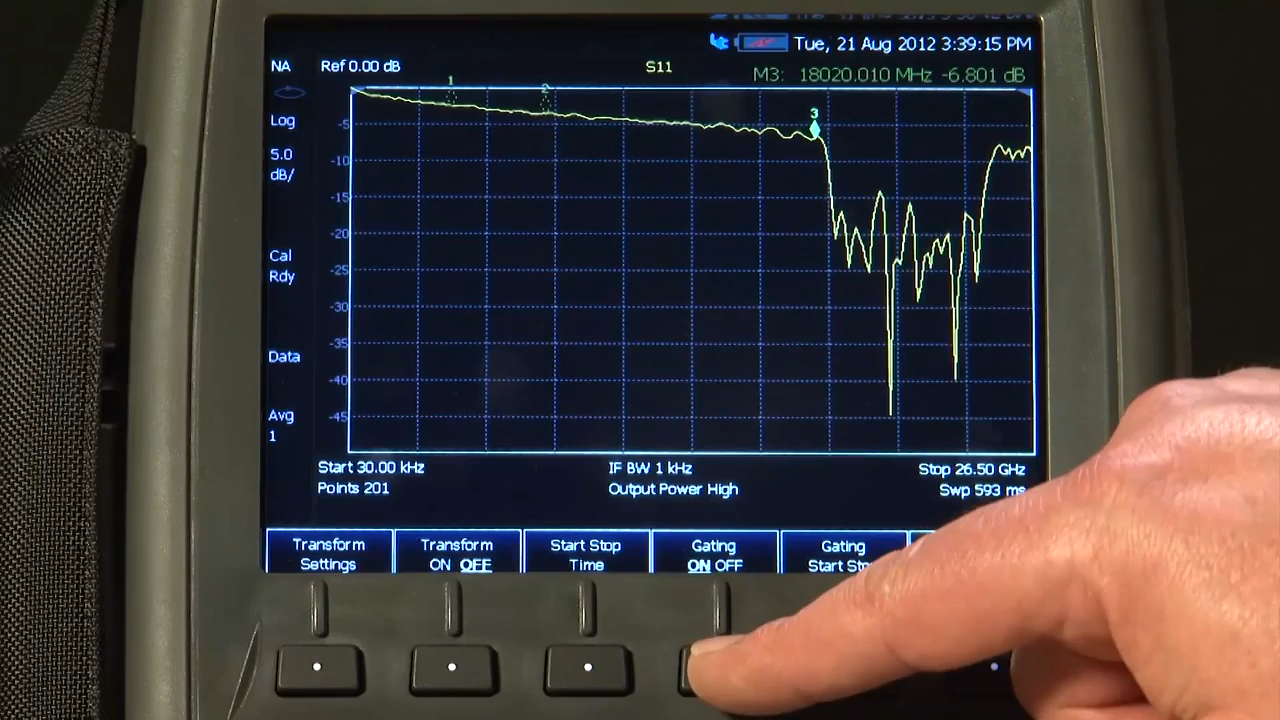 Tue, 21 Aug 2012 3:39:15 PM
NA
Ref 0.00 dB
S11
M3: 18020.010 MHz -6.801 dB
1
2
3
Log
5.0
dB/
Cal
Rdy
Data
Avg
1
-5
-10
-15
-20
-25
-30
-35
-40
-45
Start 30.00 kHz
IF BW 1 kHz
Stop 26.50 GHz
Points 201
Output Power High
Swp 593 ms
Transform
Settings
Transform
ON OFF
Start Stop
Time
Gating
ON OFF
Gating
Start